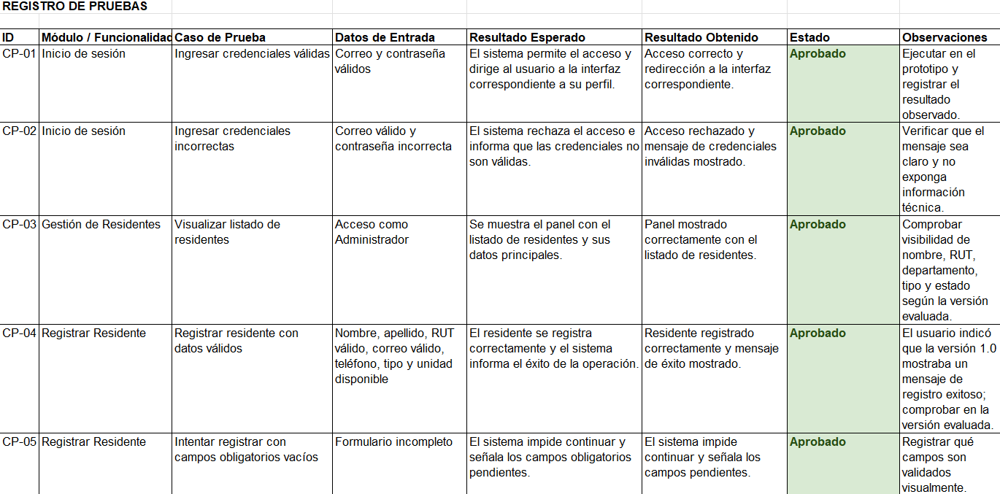 REGISTRO DE PRUEBAS
ID Módulo / Funcionalidad Caso de Prueba Datos de Entrada Resultado Esperado Resultado Obtenido Estado Observaciones
CP-01
Inicio de sesión
Ingresar credenciales válidas
Correo y contraseña
válidos
El sistema permite el acceso y
dirige al usuario a la interfaz
correspondiente a su perfil.
Acceso correcto y
redirección a la interfaz
correspondiente.
Aprobado
Ejecutar en el
prototipo y
registrar el
resultado
observado.
CP-02
Inicio de sesión
Ingresar credenciales
incorrectas
Correo válido y
contraseña incorrecta
El sistema rechaza el acceso e
informa que las credenciales no
son válidas.
Acceso rechazado y
mensaje de credenciales
inválidas mostrado.
Aprobado
Verificar que el
mensaje sea
claro y no
exponga
información
técnica.
CP-03
Gestión de Residentes
Visualizar listado de
residentes
Acceso como
Administrador
Se muestra el panel con el
listado de residentes y sus
datos principales.
Panel mostrado
correctamente con el
listado de residentes.
Aprobado
Comprobar
visibilidad de
nombre, RUT,
departamento,
tipo y estado
según la versión
evaluada.
CP-04
Registrar Residente
Registrar residente con
datos válidos
Nombre, apellido, RUT
válido, correo válido,
teléfono, tipo y unidad
disponible
El residente se registra
correctamente y el sistema
informa el éxito de la operación.
Residente registrado
correctamente y mensaje
de éxito mostrado.
Aprobado
El usuario indicó
que la versión 1.0
mostraba un
mensaje de
registro exitoso;
comprobar en la
versión evaluada.
CP-05
Registrar Residente
Intentar registrar con
campos obligatorios vacíos
Formulario incompleto
El sistema impide continuar y
señala los campos obligatorios
pendientes.
El sistema impide
continuar y señala los
campos pendientes.
Aprobado
Registrar qué
campos son
validados
visualmente.